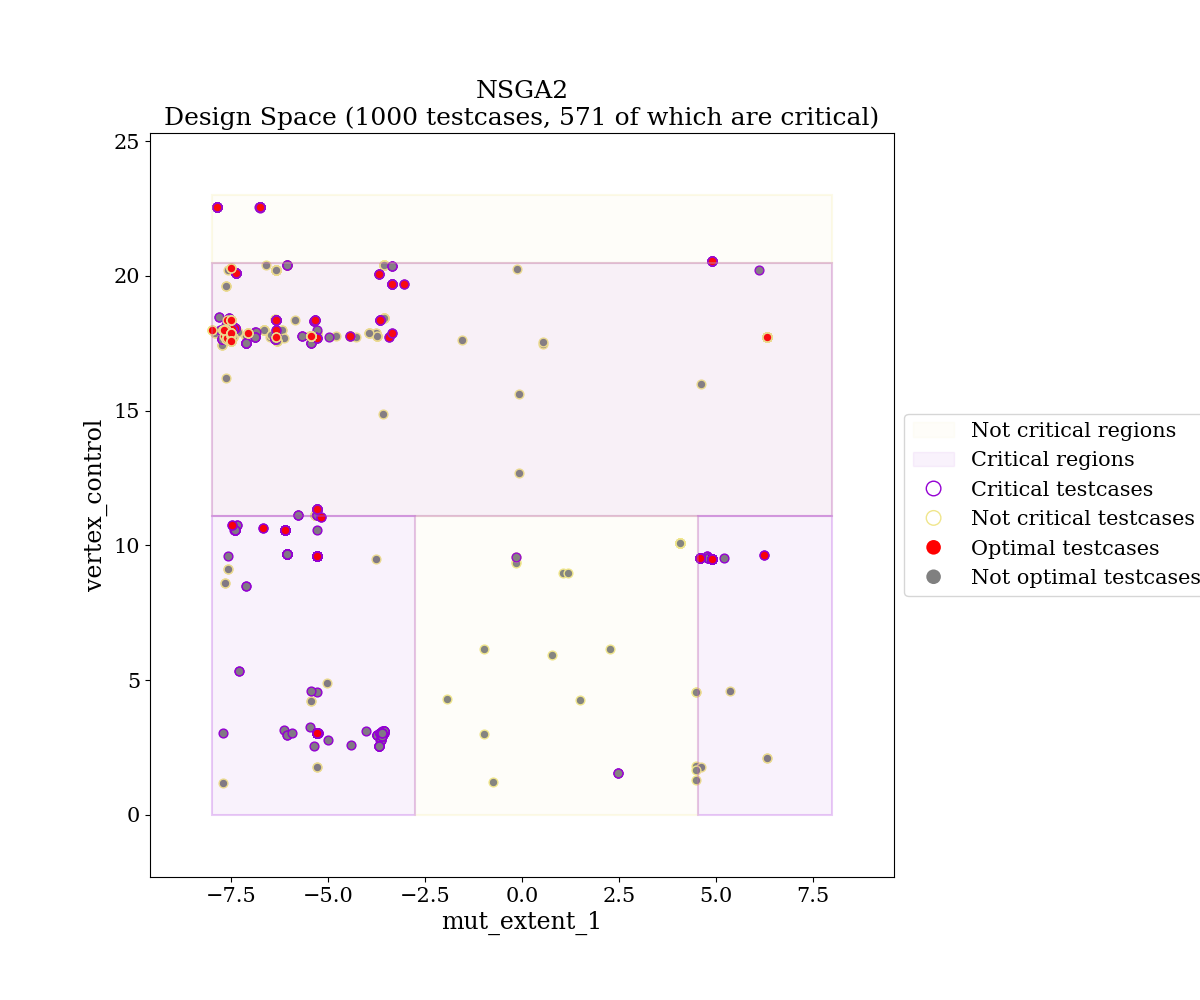 NSGA2
Design Space (1000 testcases, 571 of which are critical)
25
20
15
10
5
0
vertex_control
−7.5
−5.0
−2.5
0.0
2.5
5.0
7.5
mut_extent_1
Not critical regions
Critical regions
Critical testcases
Not critical testcases
Optimal testcases
Not optimal testcases